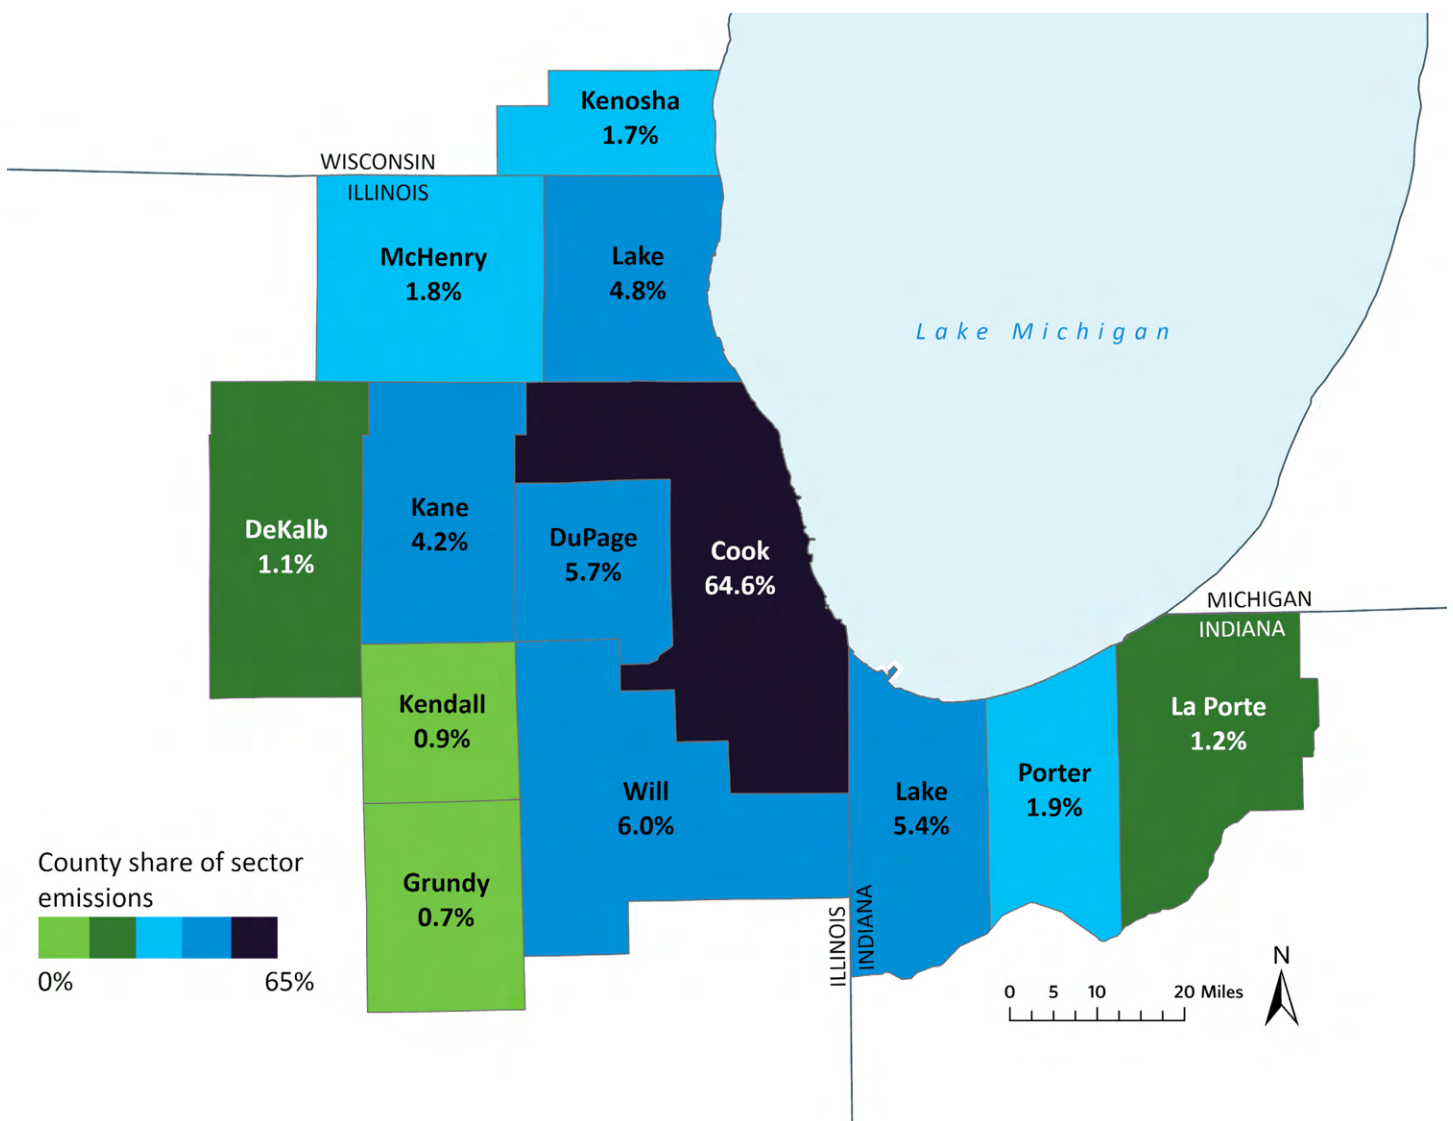 Kenosha
1.7%
WISCONSIN
ILLINOIS
McHenry
1.8%
Lake
4.8%
Lake Michigan
DeKalb
1.1%
Kane
4.2%
DuPage
5.7%
Cook
64.6%
MICHIGAN
INDIANA
Kendall
0.9%
La Porte
1.2%
Will
6.0%
Lake
5.4%
Porter
1.9%
Grundy
0.7%
County share of sector
emissions
0%
65%
ILLINOIS
INDIANA
N
0 5 10 20 Miles